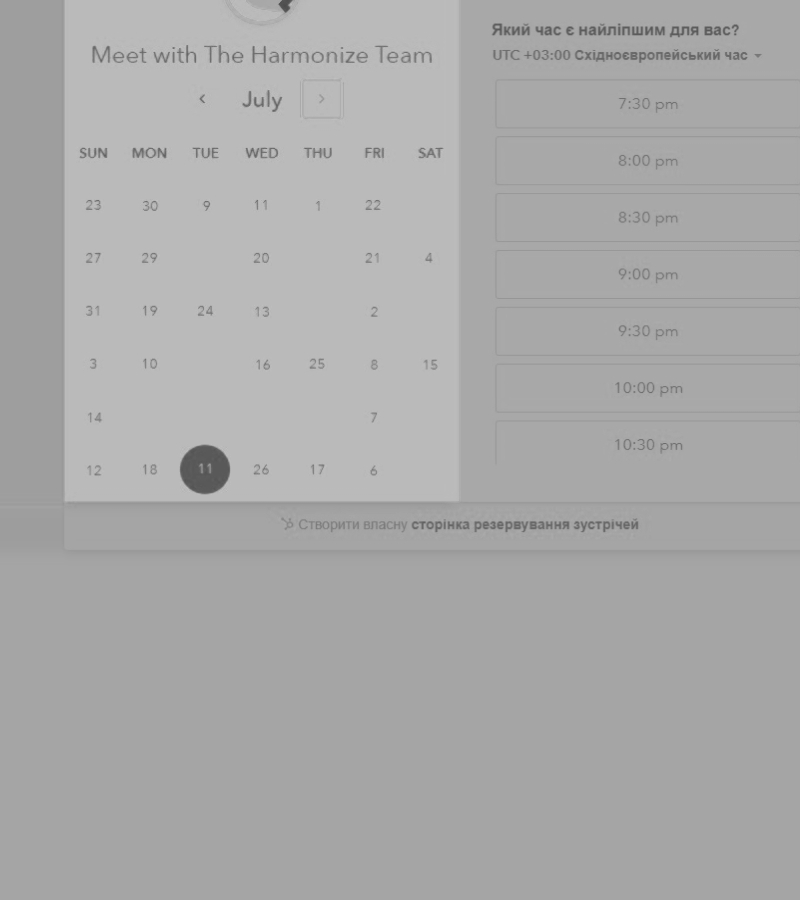 Meet with The Harmonize Team
July
SUN MON TUE WED THU FRI SAT
23 30 9 11 1 22
27 29 20 21 4
31 19 24 13 2
3 10 16 25 8 15
14 7
12 18 11 26 17 6
Який час є найліпшим для вас?
UTC +03:00 Східноєвропейський час
7:30 pm
8:00 pm
8:30 pm
9:00 pm
9:30 pm
10:00 pm
10:30 pm
Створити власну сторінка резервування зустрічей